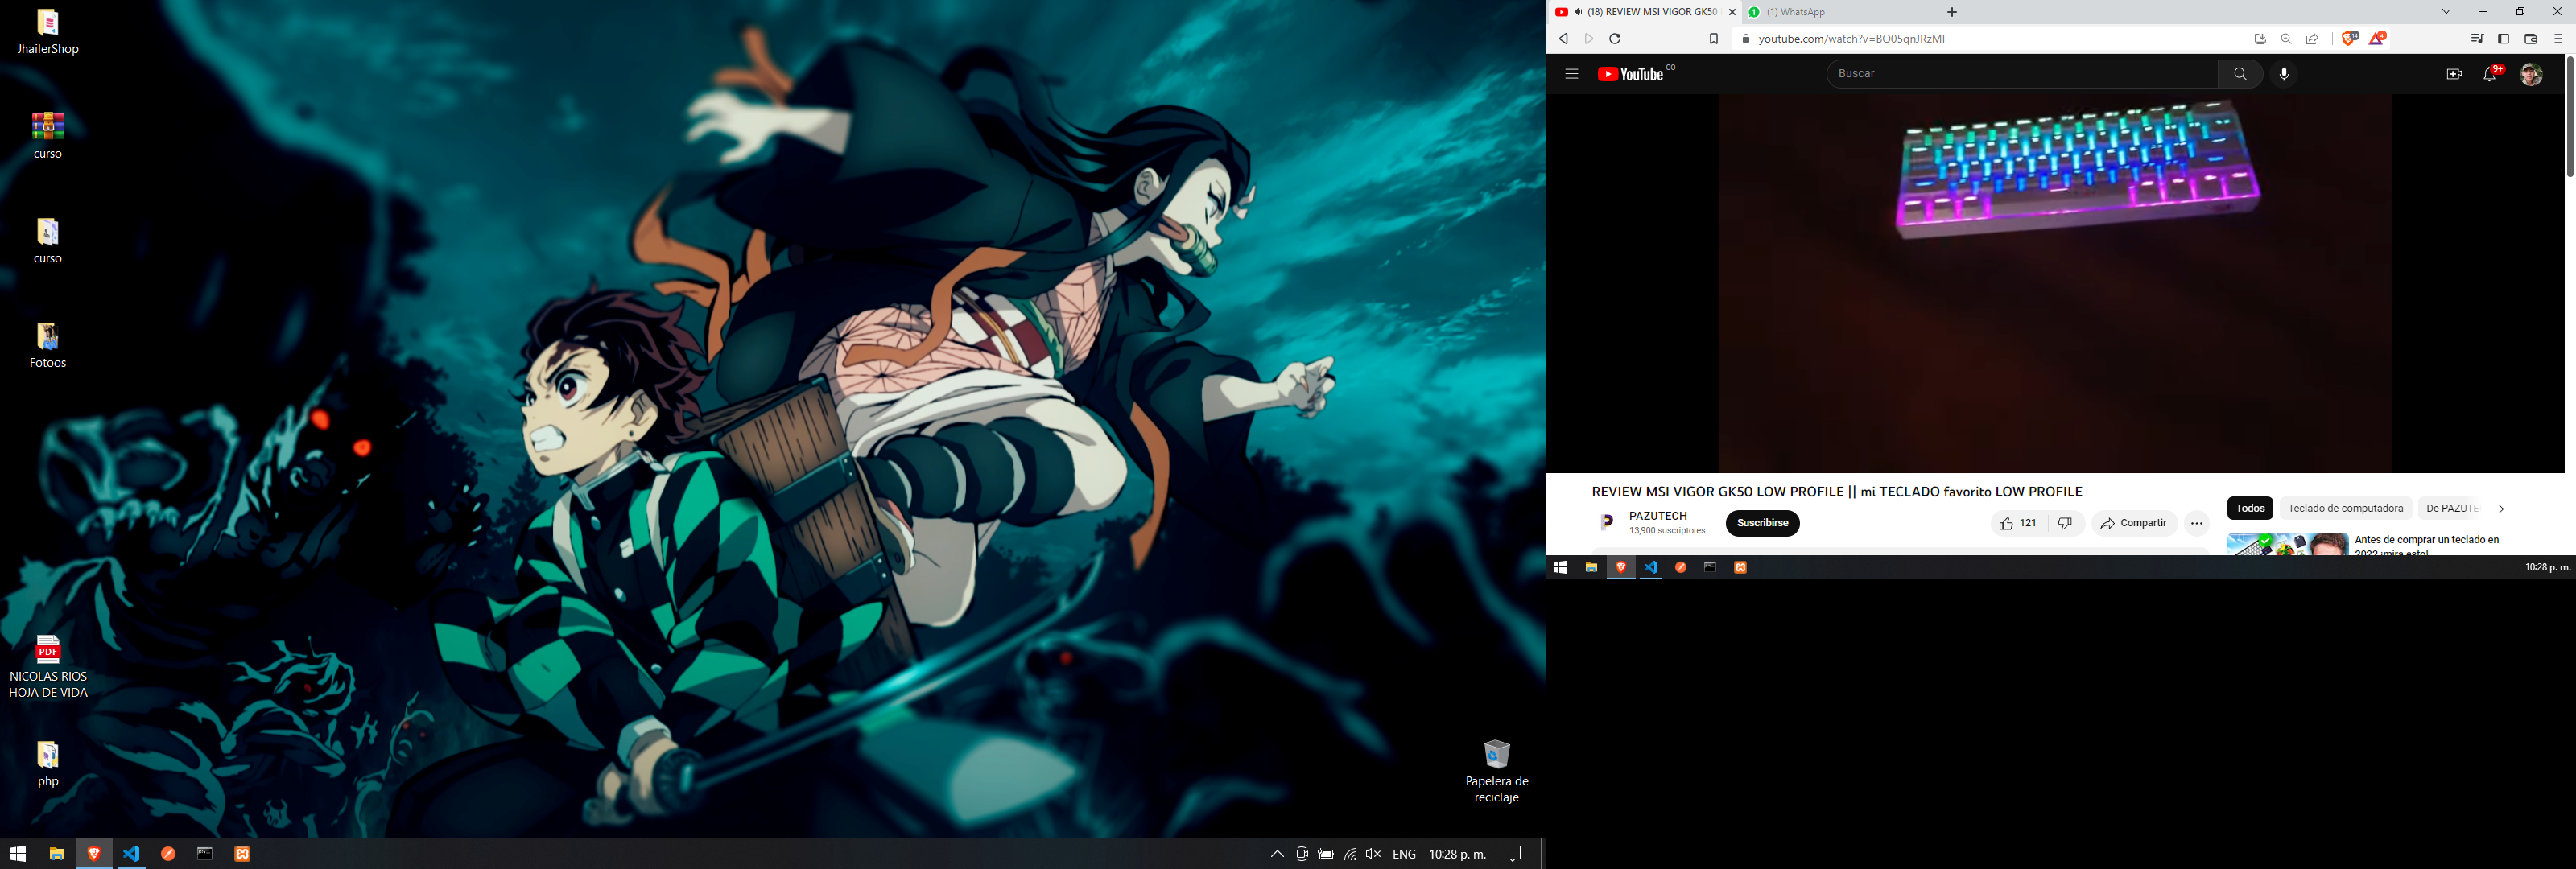 JhailerShop
curso
curso
Fotoos
PDF
NICOLAS RIOS
HOJA DE VIDA
php
Papelera de
reciclaje
ENG
10:28 p. m.
(18) REVIEW MSI VIGOR GK50
(1) WhatsApp
youtube.com/watch?v=BO05qnJRzMI
YouTube CO
Buscar
9+
REVIEW MSI VIGOR GK50 LOW PROFILE || mi TECLADO favorito LOW PROFILE
PAZUTECH
13,900 suscriptores
Suscribirse
121
Compartir
Todos
Teclado de computadora
De PAZUTE
Antes de comprar un teclado en
2022 ¡mira esto!
10:28 p. m.